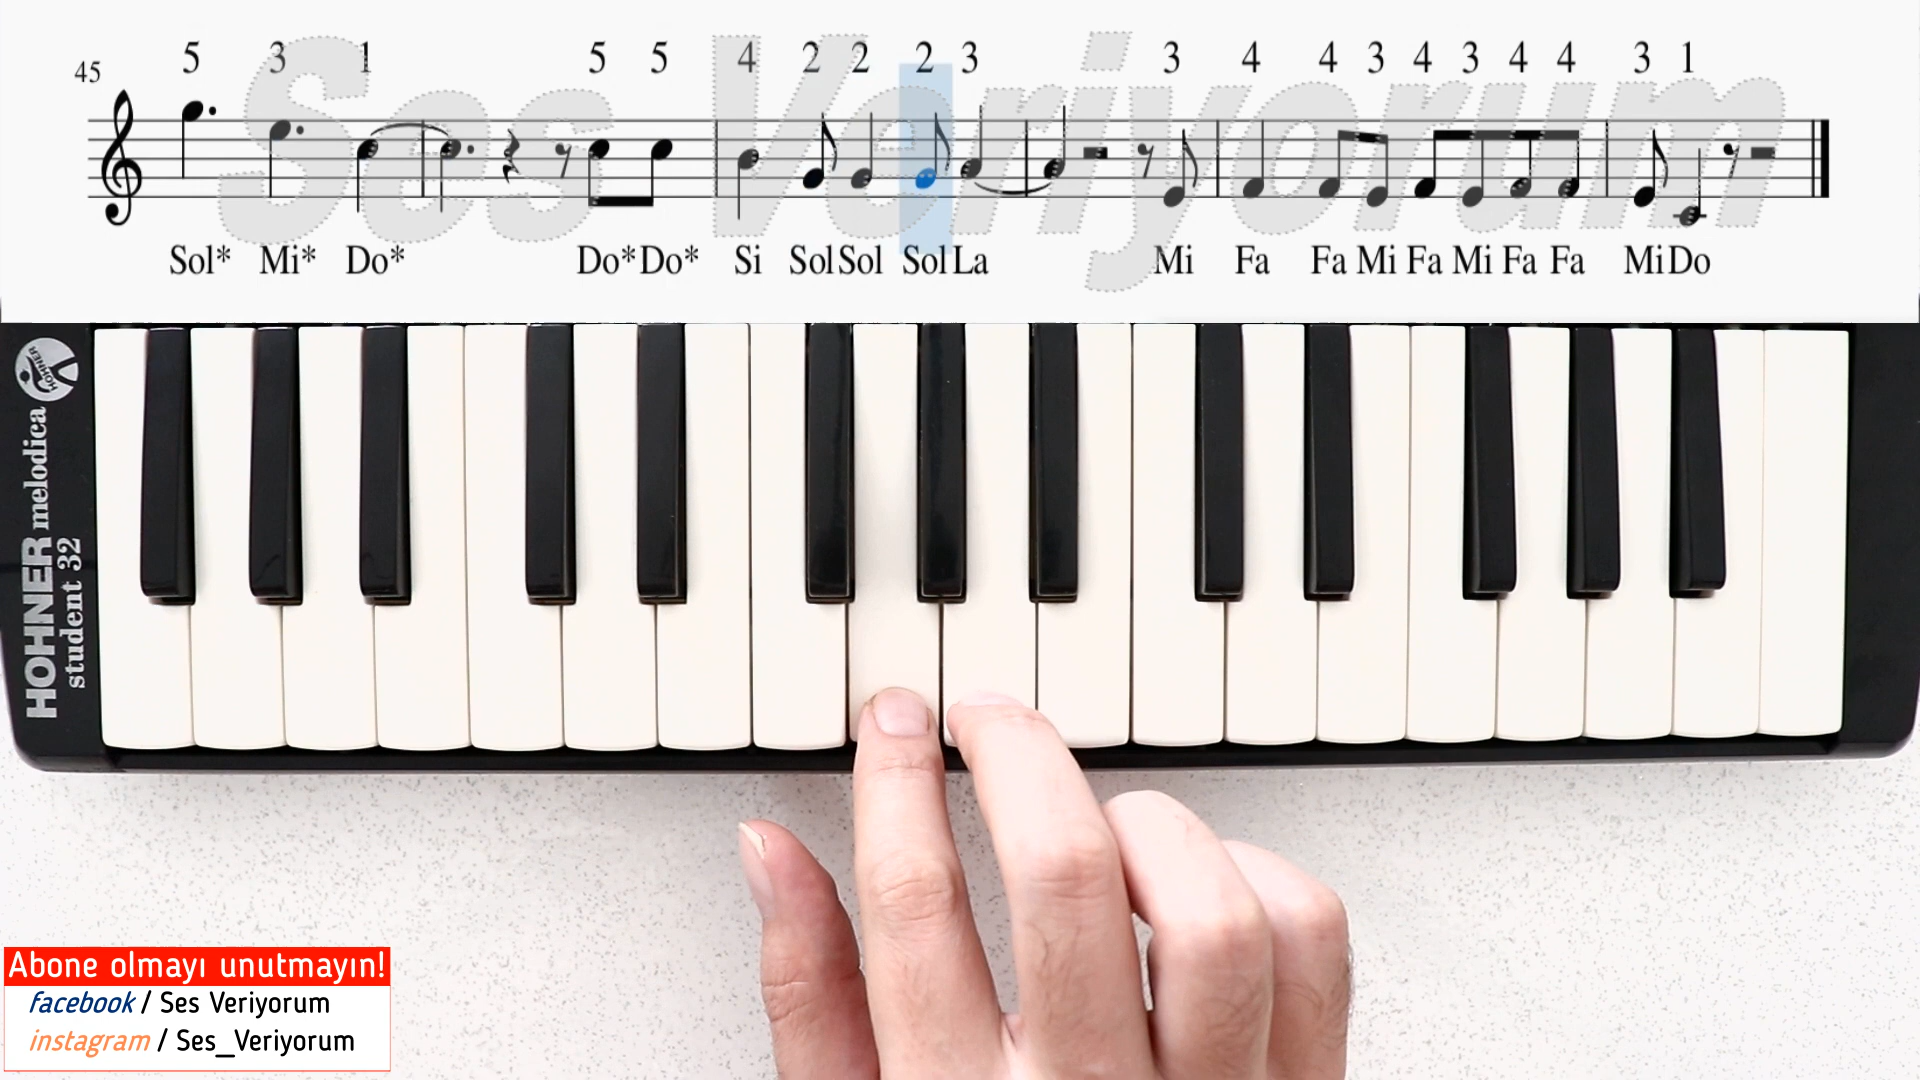 5 3 1 5 5 4 2 2 2 3 3 4 4 3 4 3 4 4 3 1
45
Ses Veriyorum
Sol* Mi* Do* Do* Do* Si Sol Sol Sol La Mi Fa Fa Mi Fa Mi Fa Fa Mi Do
HOHNER
HOHNER melodica
student 32
Abone olmayı unutmayın!
facebook / Ses Veriyorum
instagram / Ses_Veriyorum